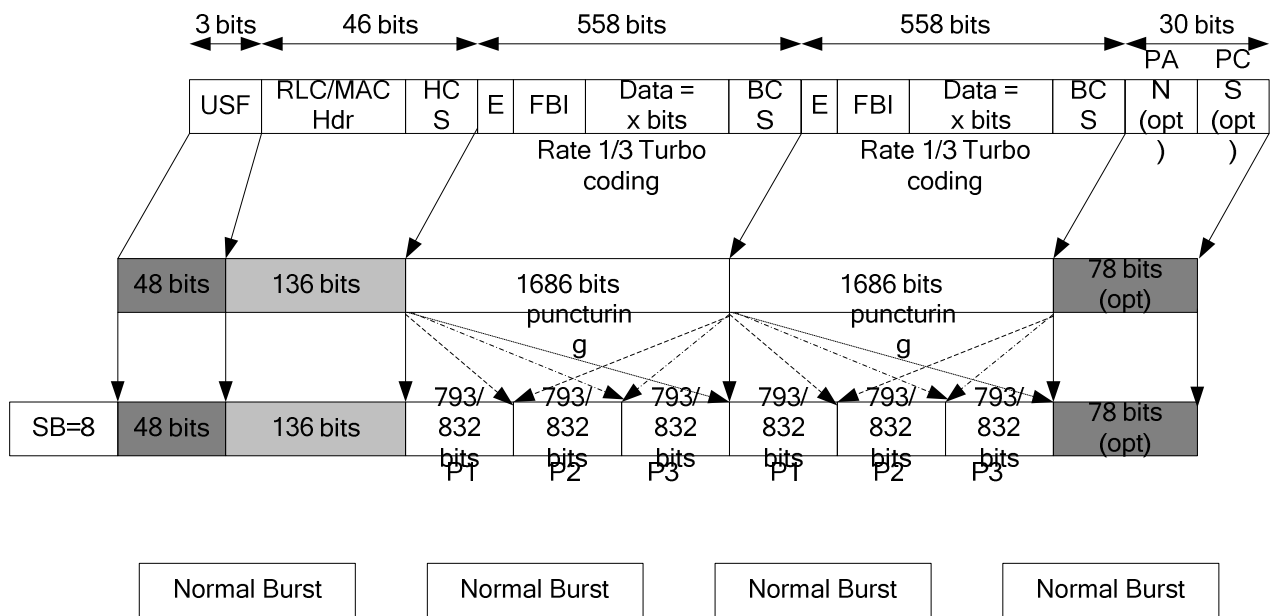 3 bits 46 bits 558 bits 558 bits 30 bits
USF
RLC/MAC
Hdr
HC
S
E
FBI
Data =
x bits
BC
S
E
FBI
Data =
x bits
BC
S
PA
N
(opt
)
PC
S
(opt
)
Rate 1/3 Turbo
coding
Rate 1/3 Turbo
coding
48 bits
136 bits
1686 bits
puncturin
g
1686 bits
puncturin
g
78 bits
(opt)
SB=8
48 bits
136 bits
793/
832
bits
P1
793/
832
bits
P2
793/
832
bits
P3
793/
832
bits
P1
793/
832
bits
P2
793/
832
bits
P3
78 bits
(opt)
Normal Burst Normal Burst Normal Burst Normal Burst